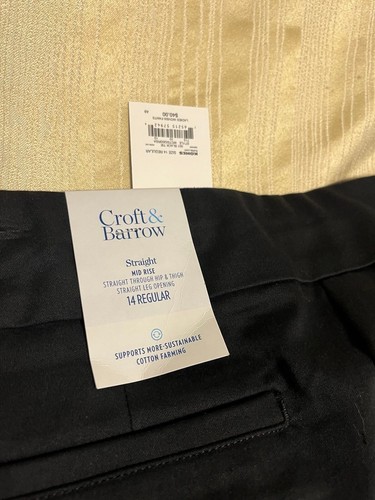 Croft&
Barrow
Straight
MID RISE
STRAIGHT THROUGH HIP & THIGH
STRAIGHT LEG OPENING
14 REGULAR
SUPPORTS MORE-SUSTAINABLE
COTTON FARMING
$40.00